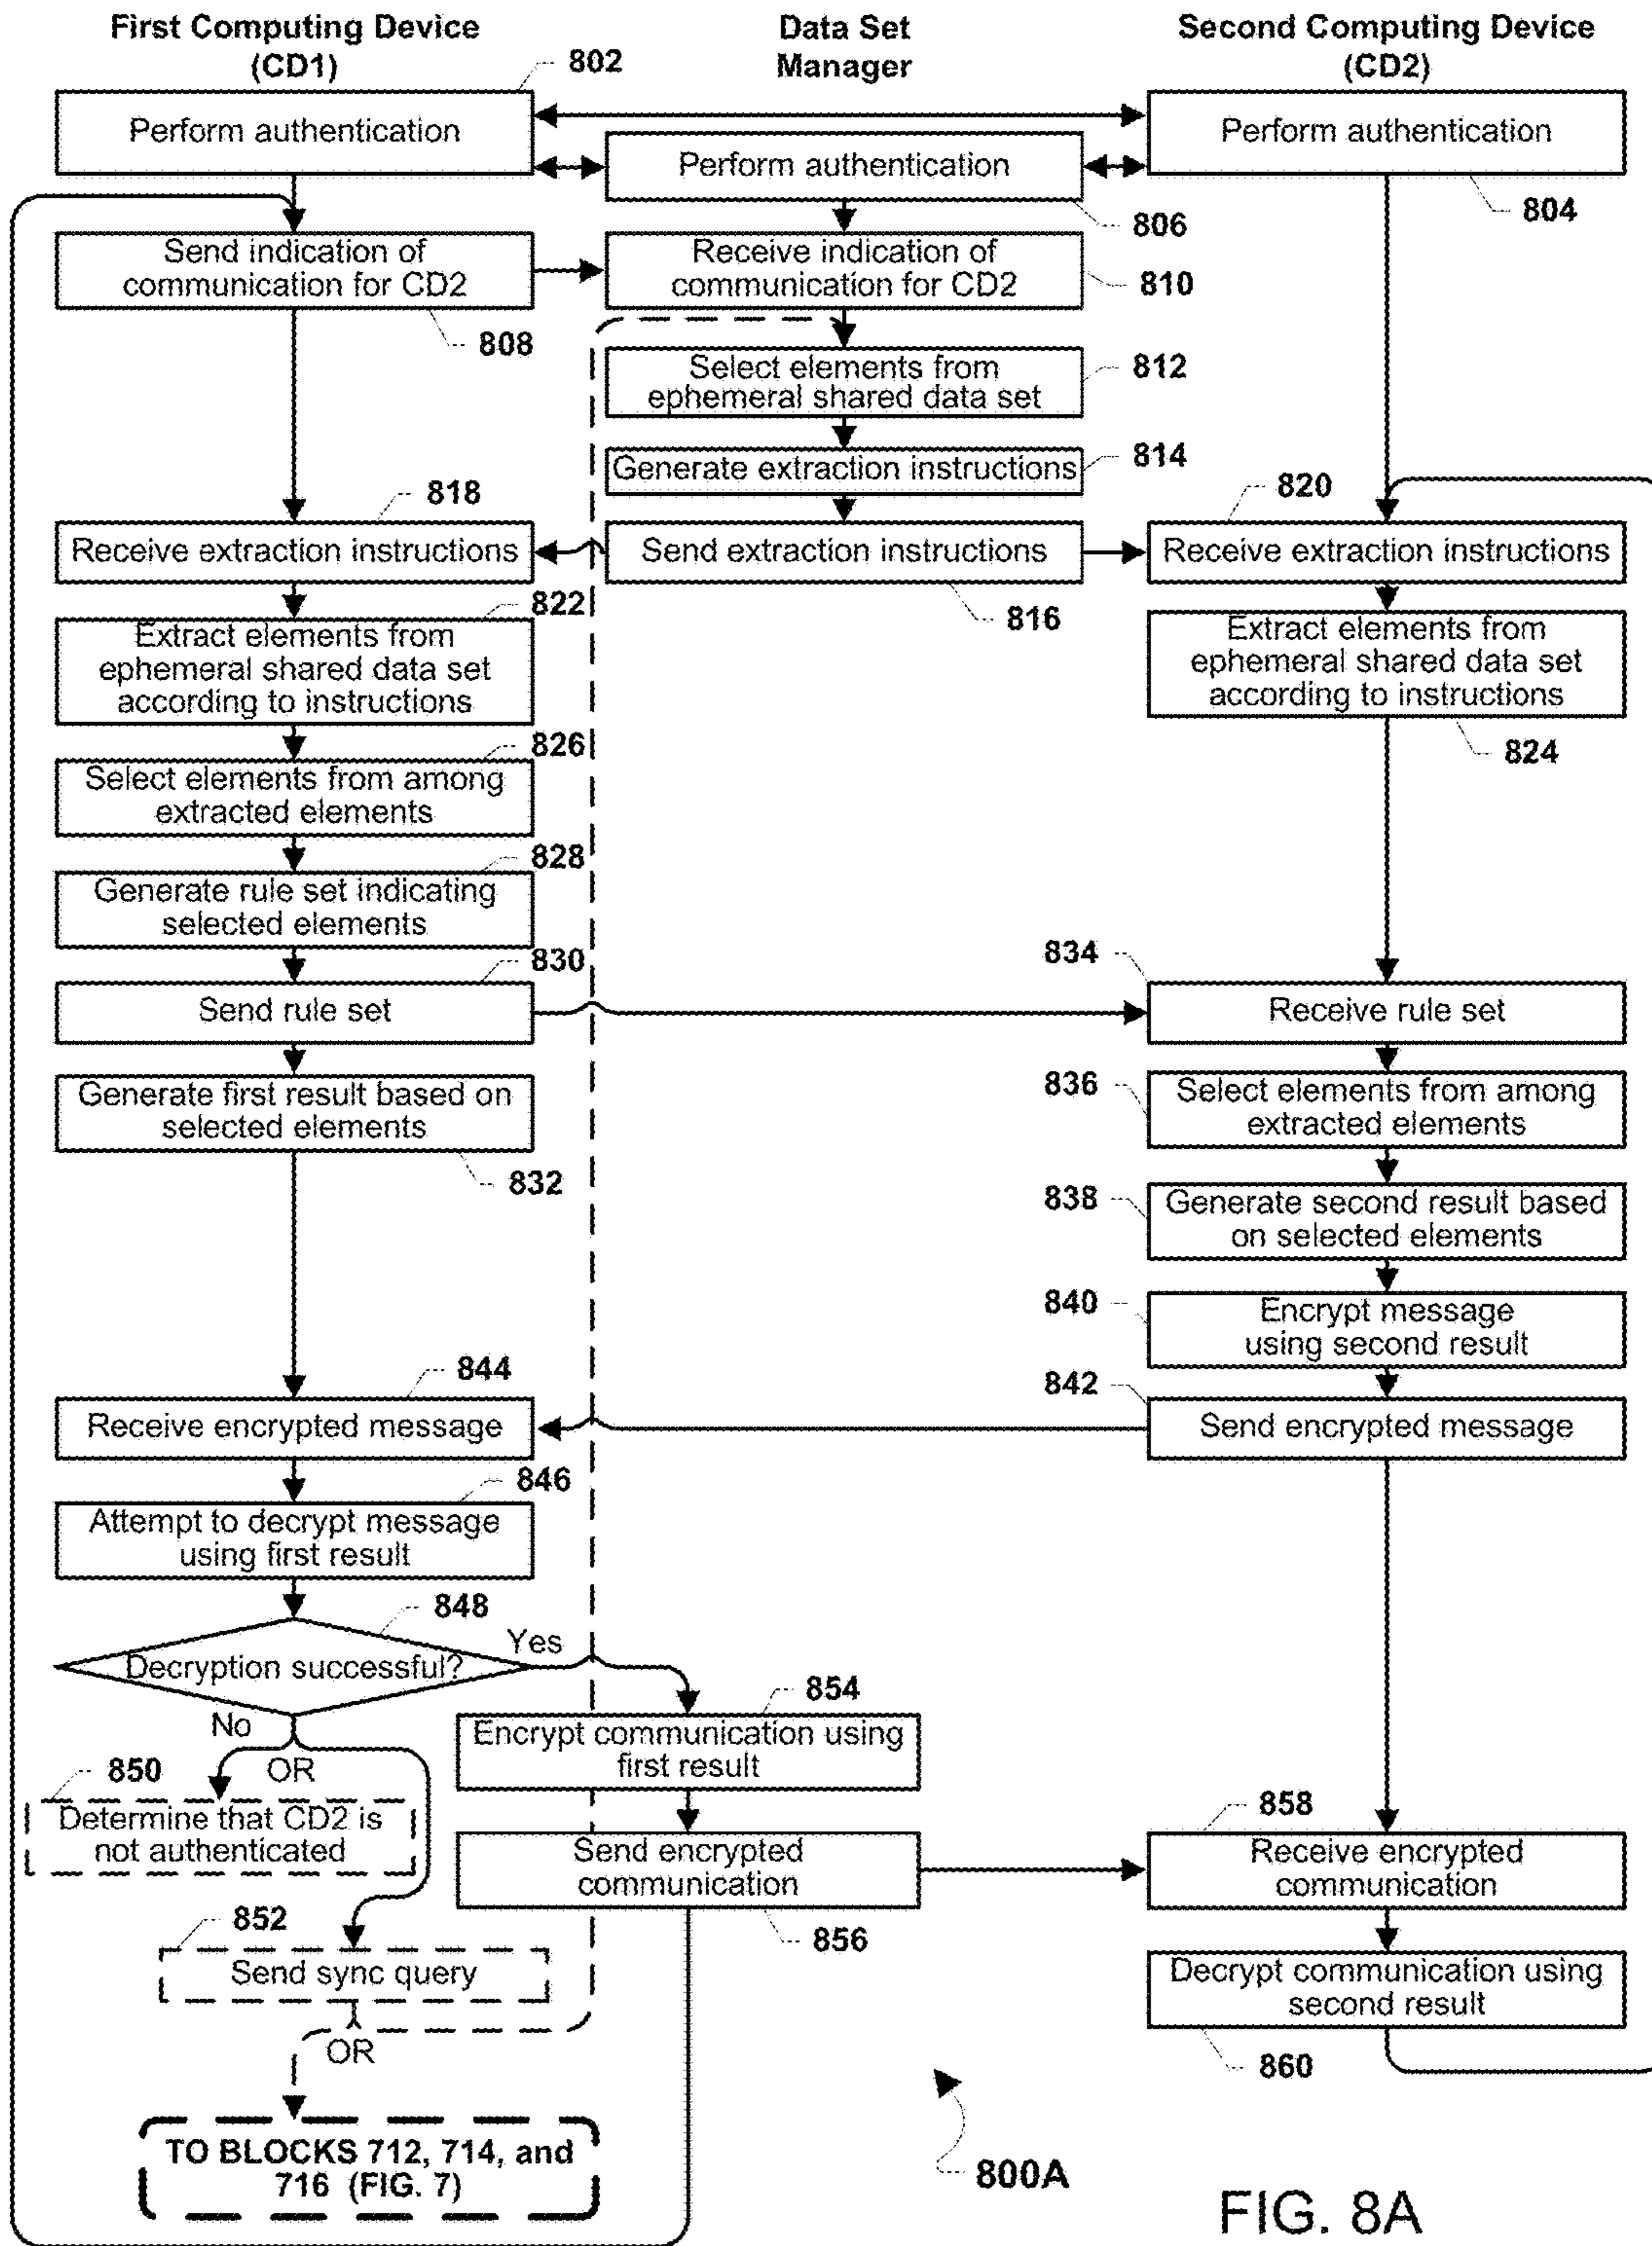 First Computing Device
(CD1)
Data Set
Manager
Second Computing Device
(CD2)
802
Perform authentication
Perform authentication
Perform authentication
804
806
Send indication of
communication for CD2
808
Receive indication of
communication for CD2
810
Select elements from
ephemeral shared data set
812
Generate extraction instructions
814
818
820
Receive extraction instructions
Send extraction instructions
Receive extraction instructions
816
822
Extract elements from
ephemeral shared data set
according to instructions
Extract elements from
ephemeral shared data set
according to instructions
824
826
Select elements from among
extracted elements
828
Generate rule set indicating
selected elements
830
Send rule set
834
Receive rule set
Generate first result based on
selected elements
832
836
Select elements from among
extracted elements
838
Generate second result based
on selected elements
840
Encrypt message
using second result
844
842
Receive encrypted message
Send encrypted message
846
Attempt to decrypt message
using first result
848
Decryption successful?
Yes
No
OR
854
Encrypt communication using
first result
850
Determine that CD2 is
not authenticated
858
Send encrypted
communication
856
Receive encrypted
communication
852
Send sync query
OR
Decrypt communication using
second result
860
TO BLOCKS 712, 714, and
716 (FIG. 7)
800A
FIG. 8A